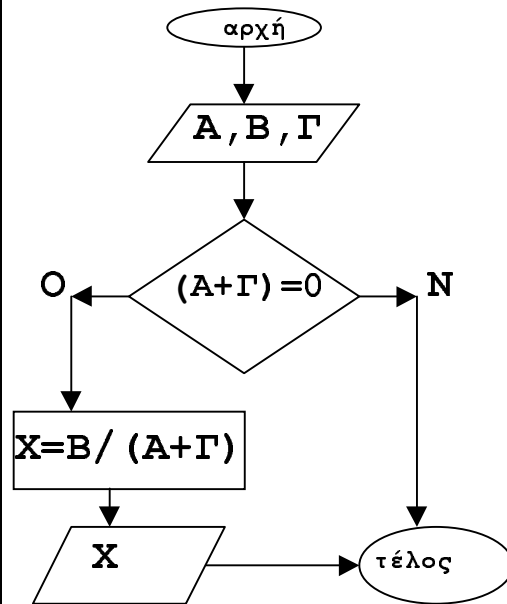 αρχή
Α,Β,Γ
(Α+Γ)=0
Ο
Ν
Χ=Β/(Α+Γ)
Χ
τέλος